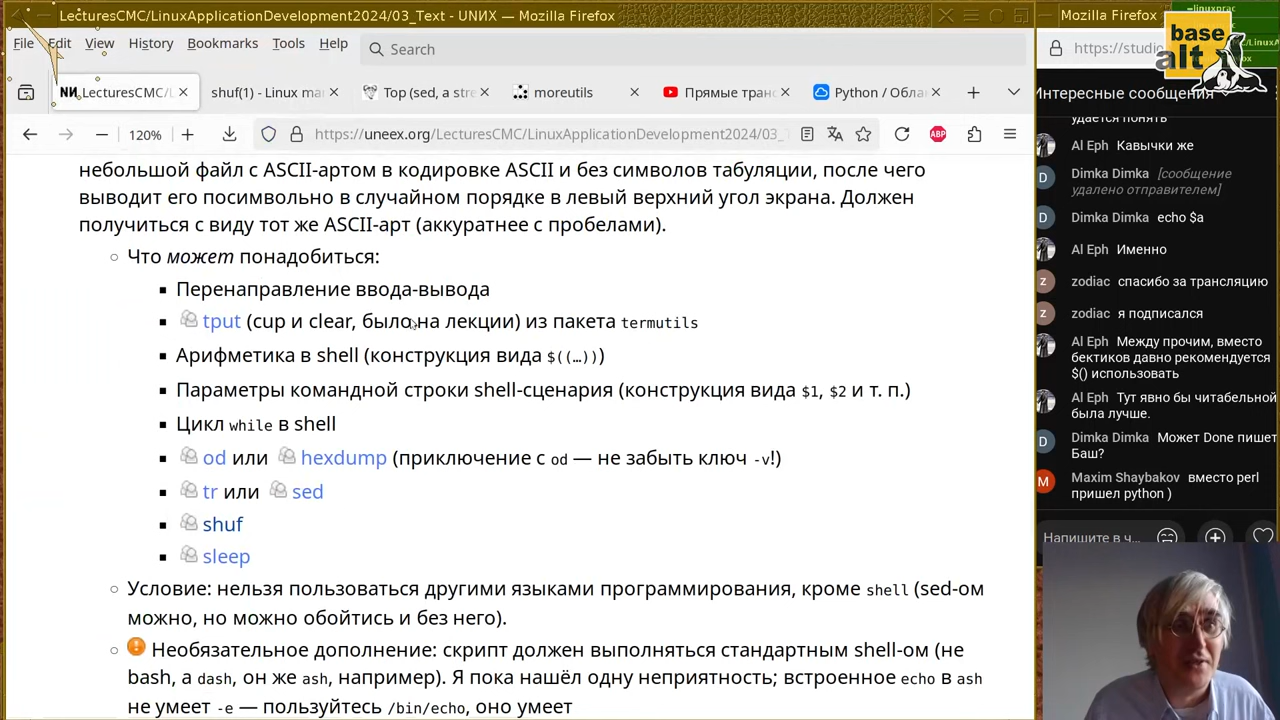 LecturesCMC/LinuxApplicationDevelopment2024/03_Text - UNИX — Mozilla Firefox
Mozilla Firefox
File Edit View History Bookmarks Tools Help
Search
https://studio
base
alt
LecturesCMC/L
shuf(1) - Linux ma
Top (sed, a stre
moreutils
Прямые тран
Python / Обла
Интересные сообщения
120%
https://uneex.org/LecturesCMC/LinuxApplicationDevelopment2024/03_
небольшой файл с ASCII-артом в кодировке ASCII и без символов табуляции, после чего
выводит его посимвольно в случайном порядке в левый верхний угол экрана. Должен
получиться с виду тот же ASCII-арт (аккуратнее с пробелами).
Что может понадобиться:
Перенаправление ввода-вывода
tput (cup и clear, было на лекции) из пакета termutils
Арифметика в shell (конструкция вида $((…)))
Параметры командной строки shell-сценария (конструкция вида $1, $2 и т. п.)
Цикл while в shell
od или hexdump (приключение с od — не забыть ключ -v!)
tr или sed
shuf
sleep
Условие: нельзя пользоваться другими языками программирования, кроме shell (sed-ом
можно, но можно обойтись и без него).
Необязательное дополнение: скрипт должен выполняться стандартным shell-ом (не
bash, а dash, он же ash, например). Я пока нашёл одну неприятность; встроенное echo в ash
не умеет -e — пользуйтесь /bin/echo, оно умеет
удается понять
Al Eph Кавычки же
Dimka Dimka [сообщение
удалено отправителем]
Dimka Dimka echo $a
Al Eph Именно
zodiac спасибо за трансляцию
zodiac я подписался
Al Eph Между прочим, вместо
бектиков давно рекомендуется
$() использовать
Al Eph Тут явно бы читабельной
была лучше.
Dimka Dimka Может Done пишет
Баш?
Maxim Shaybakov вместо perl
пришел python )
Напишите в ч...